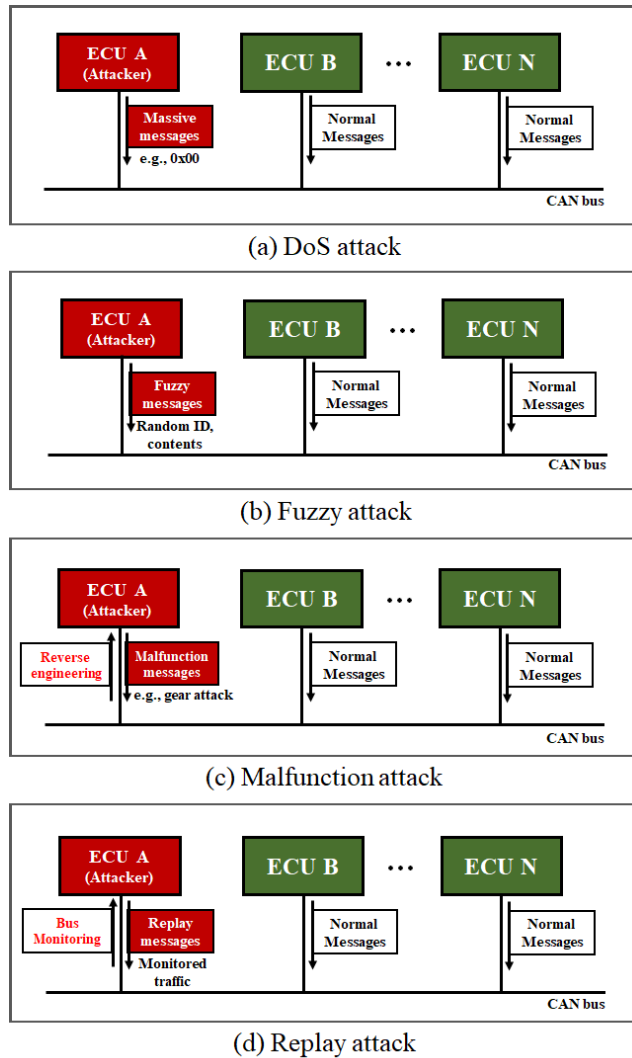 ECU A
(Attacker)
ECU B
•••
ECU N
Massive
messages
e.g., 0x00
Normal
Messages
Normal
Messages
CAN bus
(a) DoS attack
ECU A
(Attacker)
ECU B
•••
ECU N
Fuzzy
messages
Random ID,
contents
Normal
Messages
Normal
Messages
CAN bus
(b) Fuzzy attack
ECU A
(Attacker)
ECU B
•••
ECU N
Reverse
engineering
Malfunction
messages
e.g., gear attack
Normal
Messages
Normal
Messages
CAN bus
(c) Malfunction attack
ECU A
(Attacker)
ECU B
•••
ECU N
Bus
Monitoring
Replay
messages
Monitored
traffic
Normal
Messages
Normal
Messages
CAN bus
(d) Replay attack